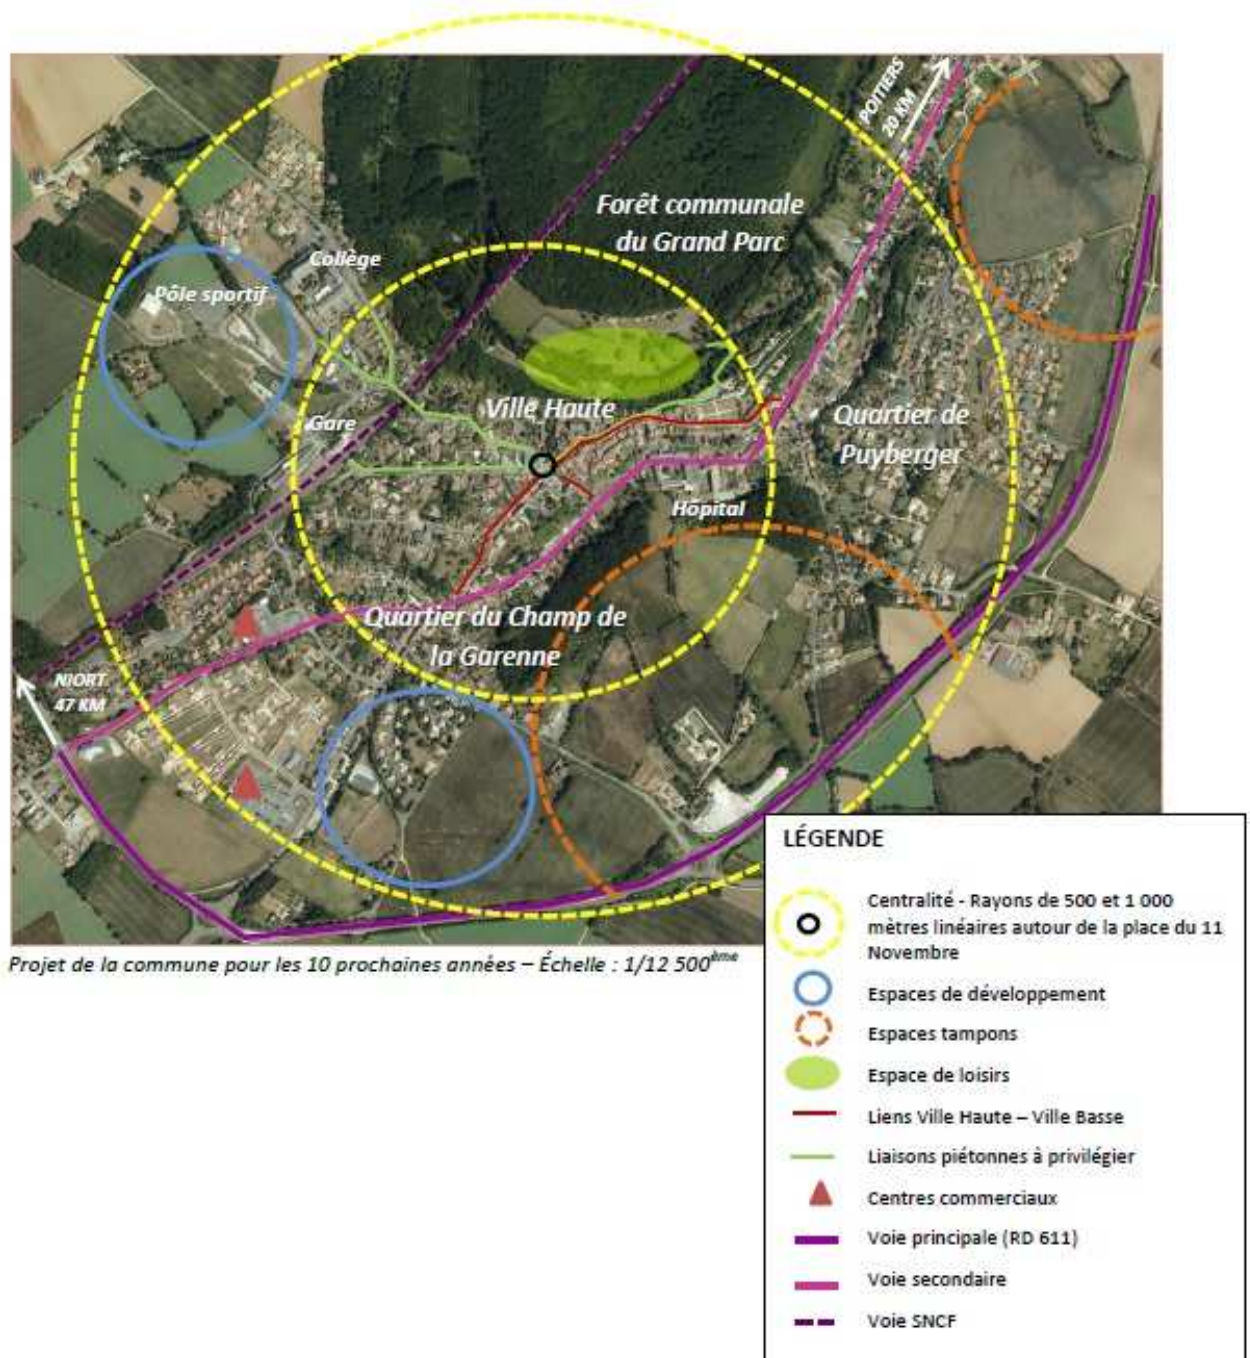 POITIERS
20 KM
Forêt communale
du Grand Parc
Collège
Pôle sportif
Ville Haute
Gare
Quartier de
Puyberger
Hôpital
Quartier du Champ de
la Garenne
NIORT
47 KM
Projet de la commune pour les 10 prochaines années – Échelle : 1/12 500ème
LÉGENDE
Centralité - Rayons de 500 et 1 000
mètres linéaires autour de la place du 11
Novembre
Espaces de développement
Espaces tampons
Espace de loisirs
Liens Ville Haute – Ville Basse
Liaisons piétonnes à privilégier
Centres commerciaux
Voie principale (RD 611)
Voie secondaire
Voie SNCF